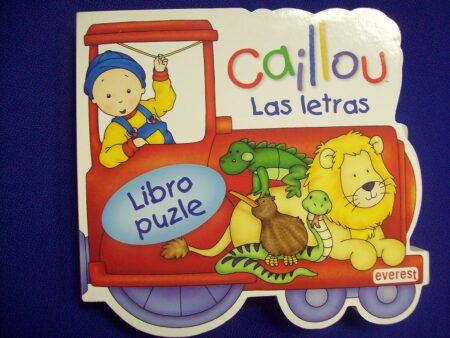 Caillou
Las letras
Libro
puzle
everest